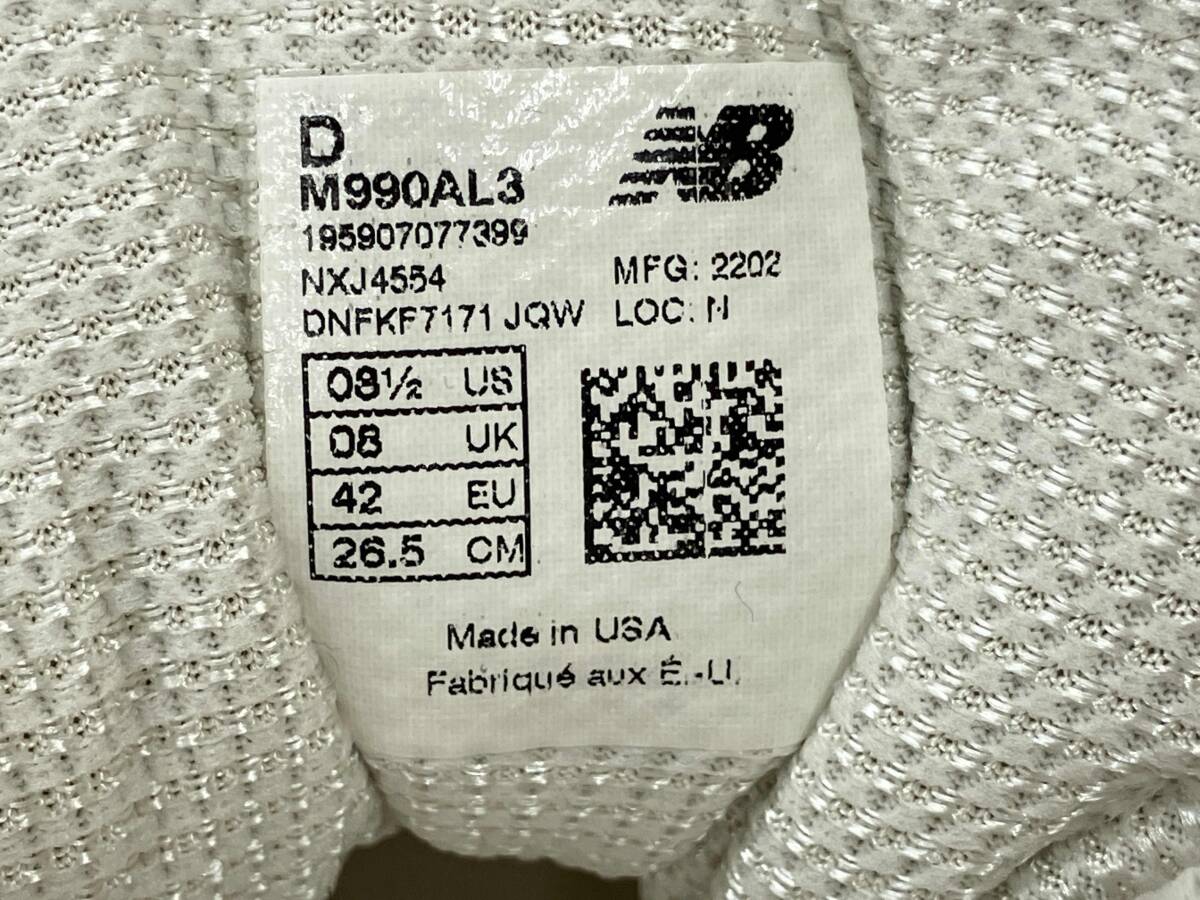 D
NB
M990AL3
195907077399
NXJ4554
MFG: 2202
DNFKF7171 JQW
LOC: N
08½ US
08 UK
42 EU
26.5 CM
Made in USA
Fabriqué aux É.-U.